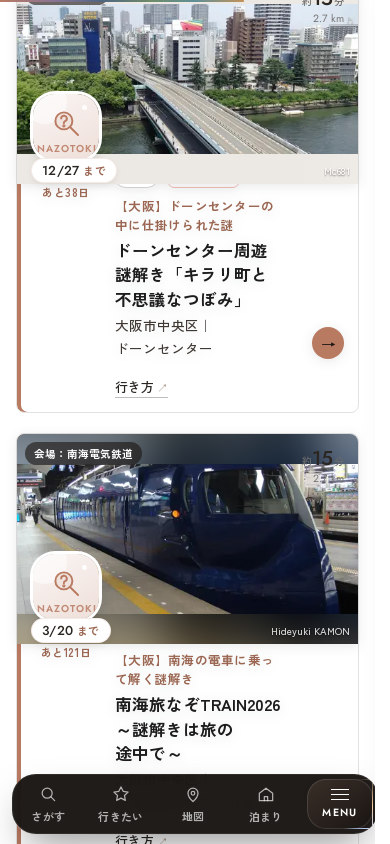 約15分
2.7 km
NAZOTOKI
12/27 まで
あと38日
【大阪】ドーンセンターの
中に仕掛けられた謎
ドーンセンター周遊
謎解き「キラリ町と
不思議なつぼみ」
大阪市中央区｜
ドーンセンター
→
行き方 ↗
会場：南海電気鉄道
約15分
NAZOTOKI
3/20 まで
Hideyuki KAMON
あと121日
【大阪】南海の電車に乗っ
て解く謎解き
南海旅なぞTRAIN2026
～謎解きは旅の
途中で～
さがす
行きたい
地図
泊まり
MENU
行き方 ↗